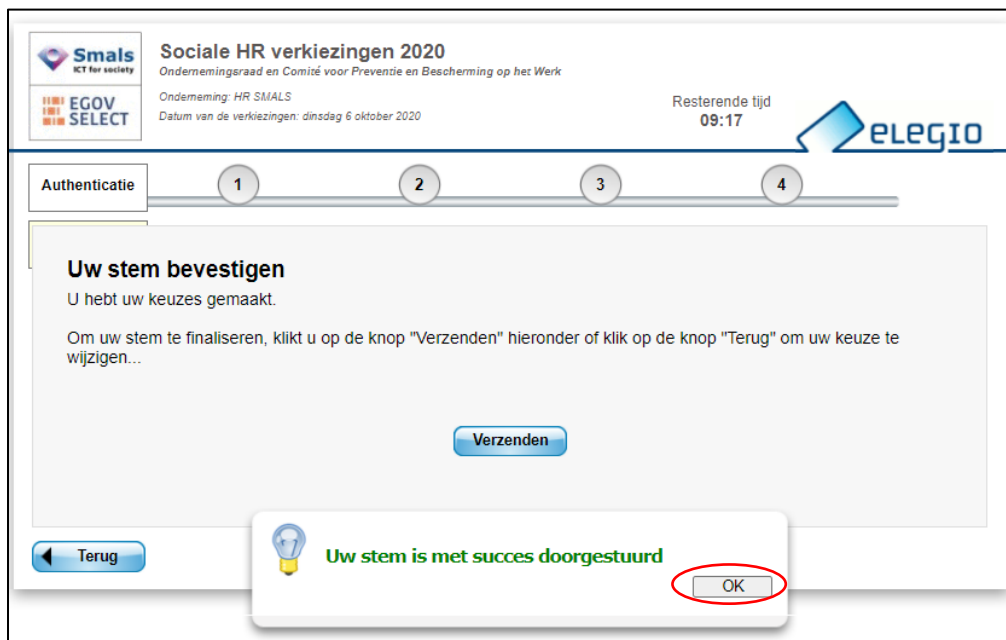 Smals
ICT for society
EGOV
SELECT
Sociale HR verkiezingen 2020
Ondernemingsraad en Comité voor Preventie en Bescherming op het Werk
Onderneming: HR SMALS
Datum van de verkiezingen: dinsdag 6 oktober 2020
Resterende tijd
09:17
eLegIO
Authenticatie
1
2
3
4
Uw stem bevestigen
U hebt uw keuzes gemaakt.
Om uw stem te finaliseren, klikt u op de knop "Verzenden" hieronder of klik op de knop "Terug" om uw keuze te
wijzigen...
Verzenden
Terug
Uw stem is met succes doorgestuurd
OK